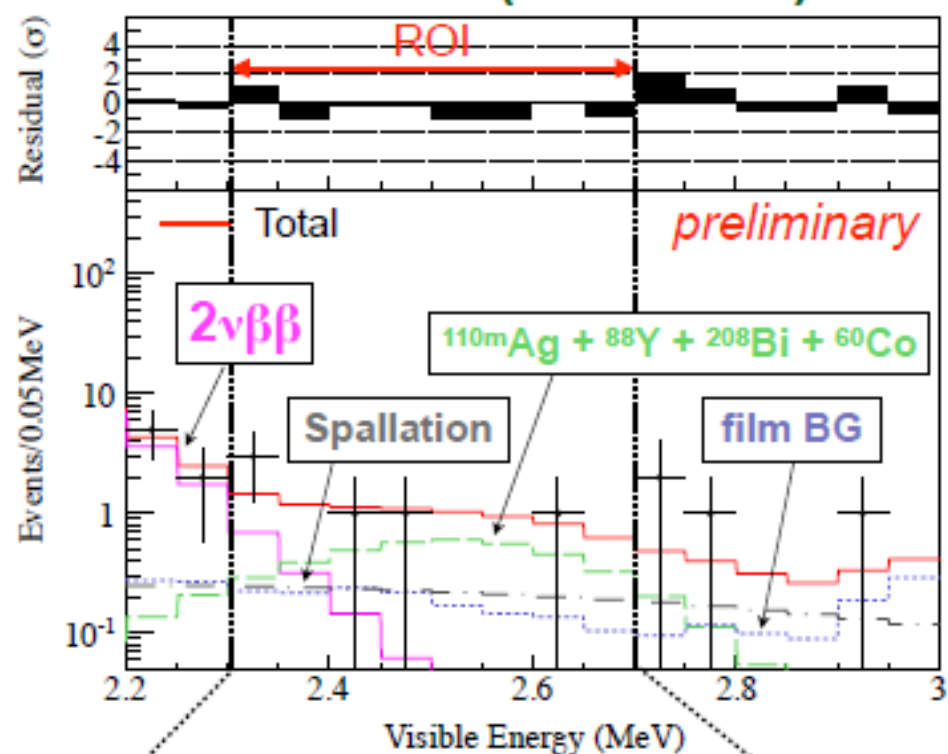 Residual (σ)
4
2
0
-2
-4
ROI
Total
preliminary
10²
10
1
10⁻¹
Events/0.05MeV
2νββ
¹¹⁰ᵐAg + ⁸⁸Y + ²⁰⁸Bi + ⁶⁰Co
Spallation
film BG
2.2
2.4
2.6
2.8
3
Visible Energy (MeV)